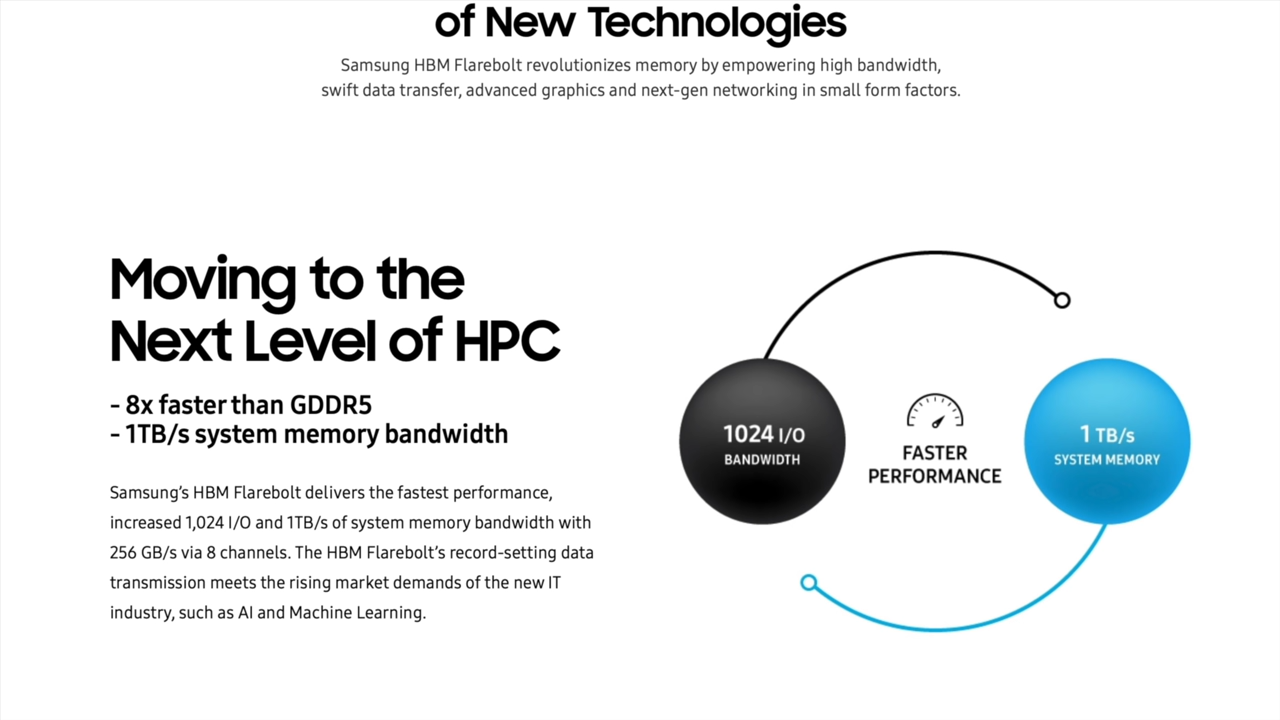 of New Technologies
Samsung HBM Flarebolt revolutionizes memory by empowering high bandwidth,
swift data transfer, advanced graphics and next-gen networking in small form factors.
Moving to the
Next Level of HPC
- 8x faster than GDDR5
- 1TB/s system memory bandwidth
Samsung's HBM Flarebolt delivers the fastest performance,
increased 1,024 I/O and 1TB/s of system memory bandwidth with
256 GB/s via 8 channels. The HBM Flarebolt's record-setting data
transmission meets the rising market demands of the new IT
industry, such as AI and Machine Learning.
1024 I/O
BANDWIDTH
FASTER
PERFORMANCE
1 TB/s
SYSTEM MEMORY